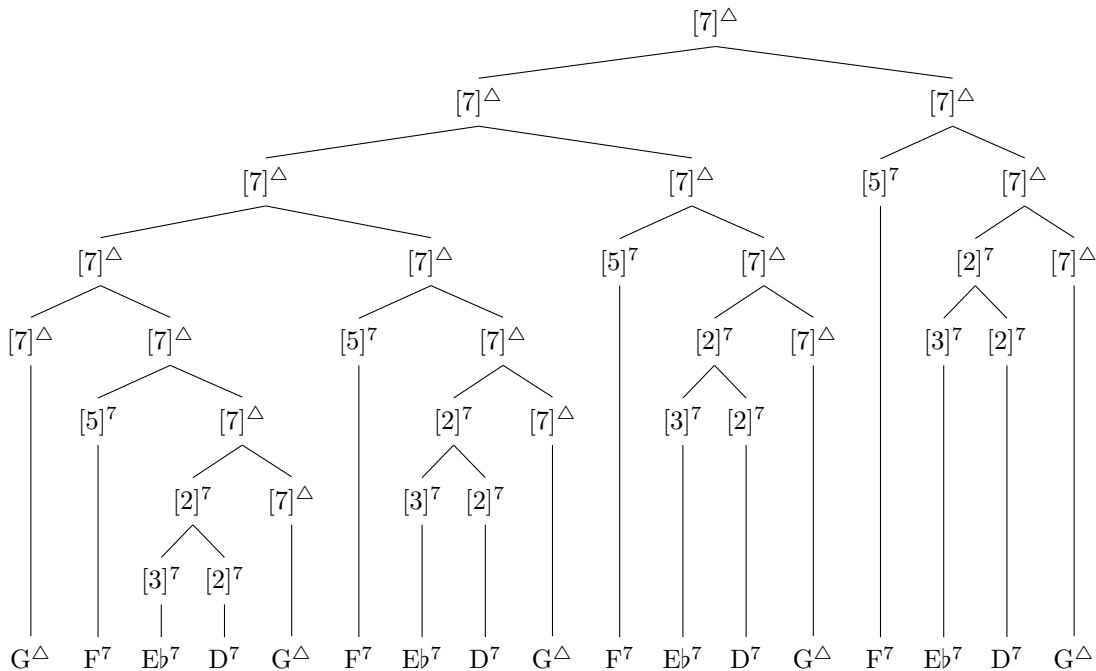 [7]△
[7]△ [7]△
[7]△ [7]△ [5]⁷ [7]△
[7]△ [7]△ [5]⁷ [7]△ [2]⁷ [7]△
[7]△ [7]△ [5]⁷ [7]△ [2]⁷ [7]△ [3]⁷ [2]⁷
[5]⁷ [7]△ [2]⁷ [7]△ [3]⁷ [2]⁷
[2]⁷ [7]△ [3]⁷ [2]⁷
[3]⁷ [2]⁷
G△ F⁷ E♭⁷ D⁷ G△ F⁷ E♭⁷ D⁷ G△ F⁷ E♭⁷ D⁷ G△ F⁷ E♭⁷ D⁷ G△